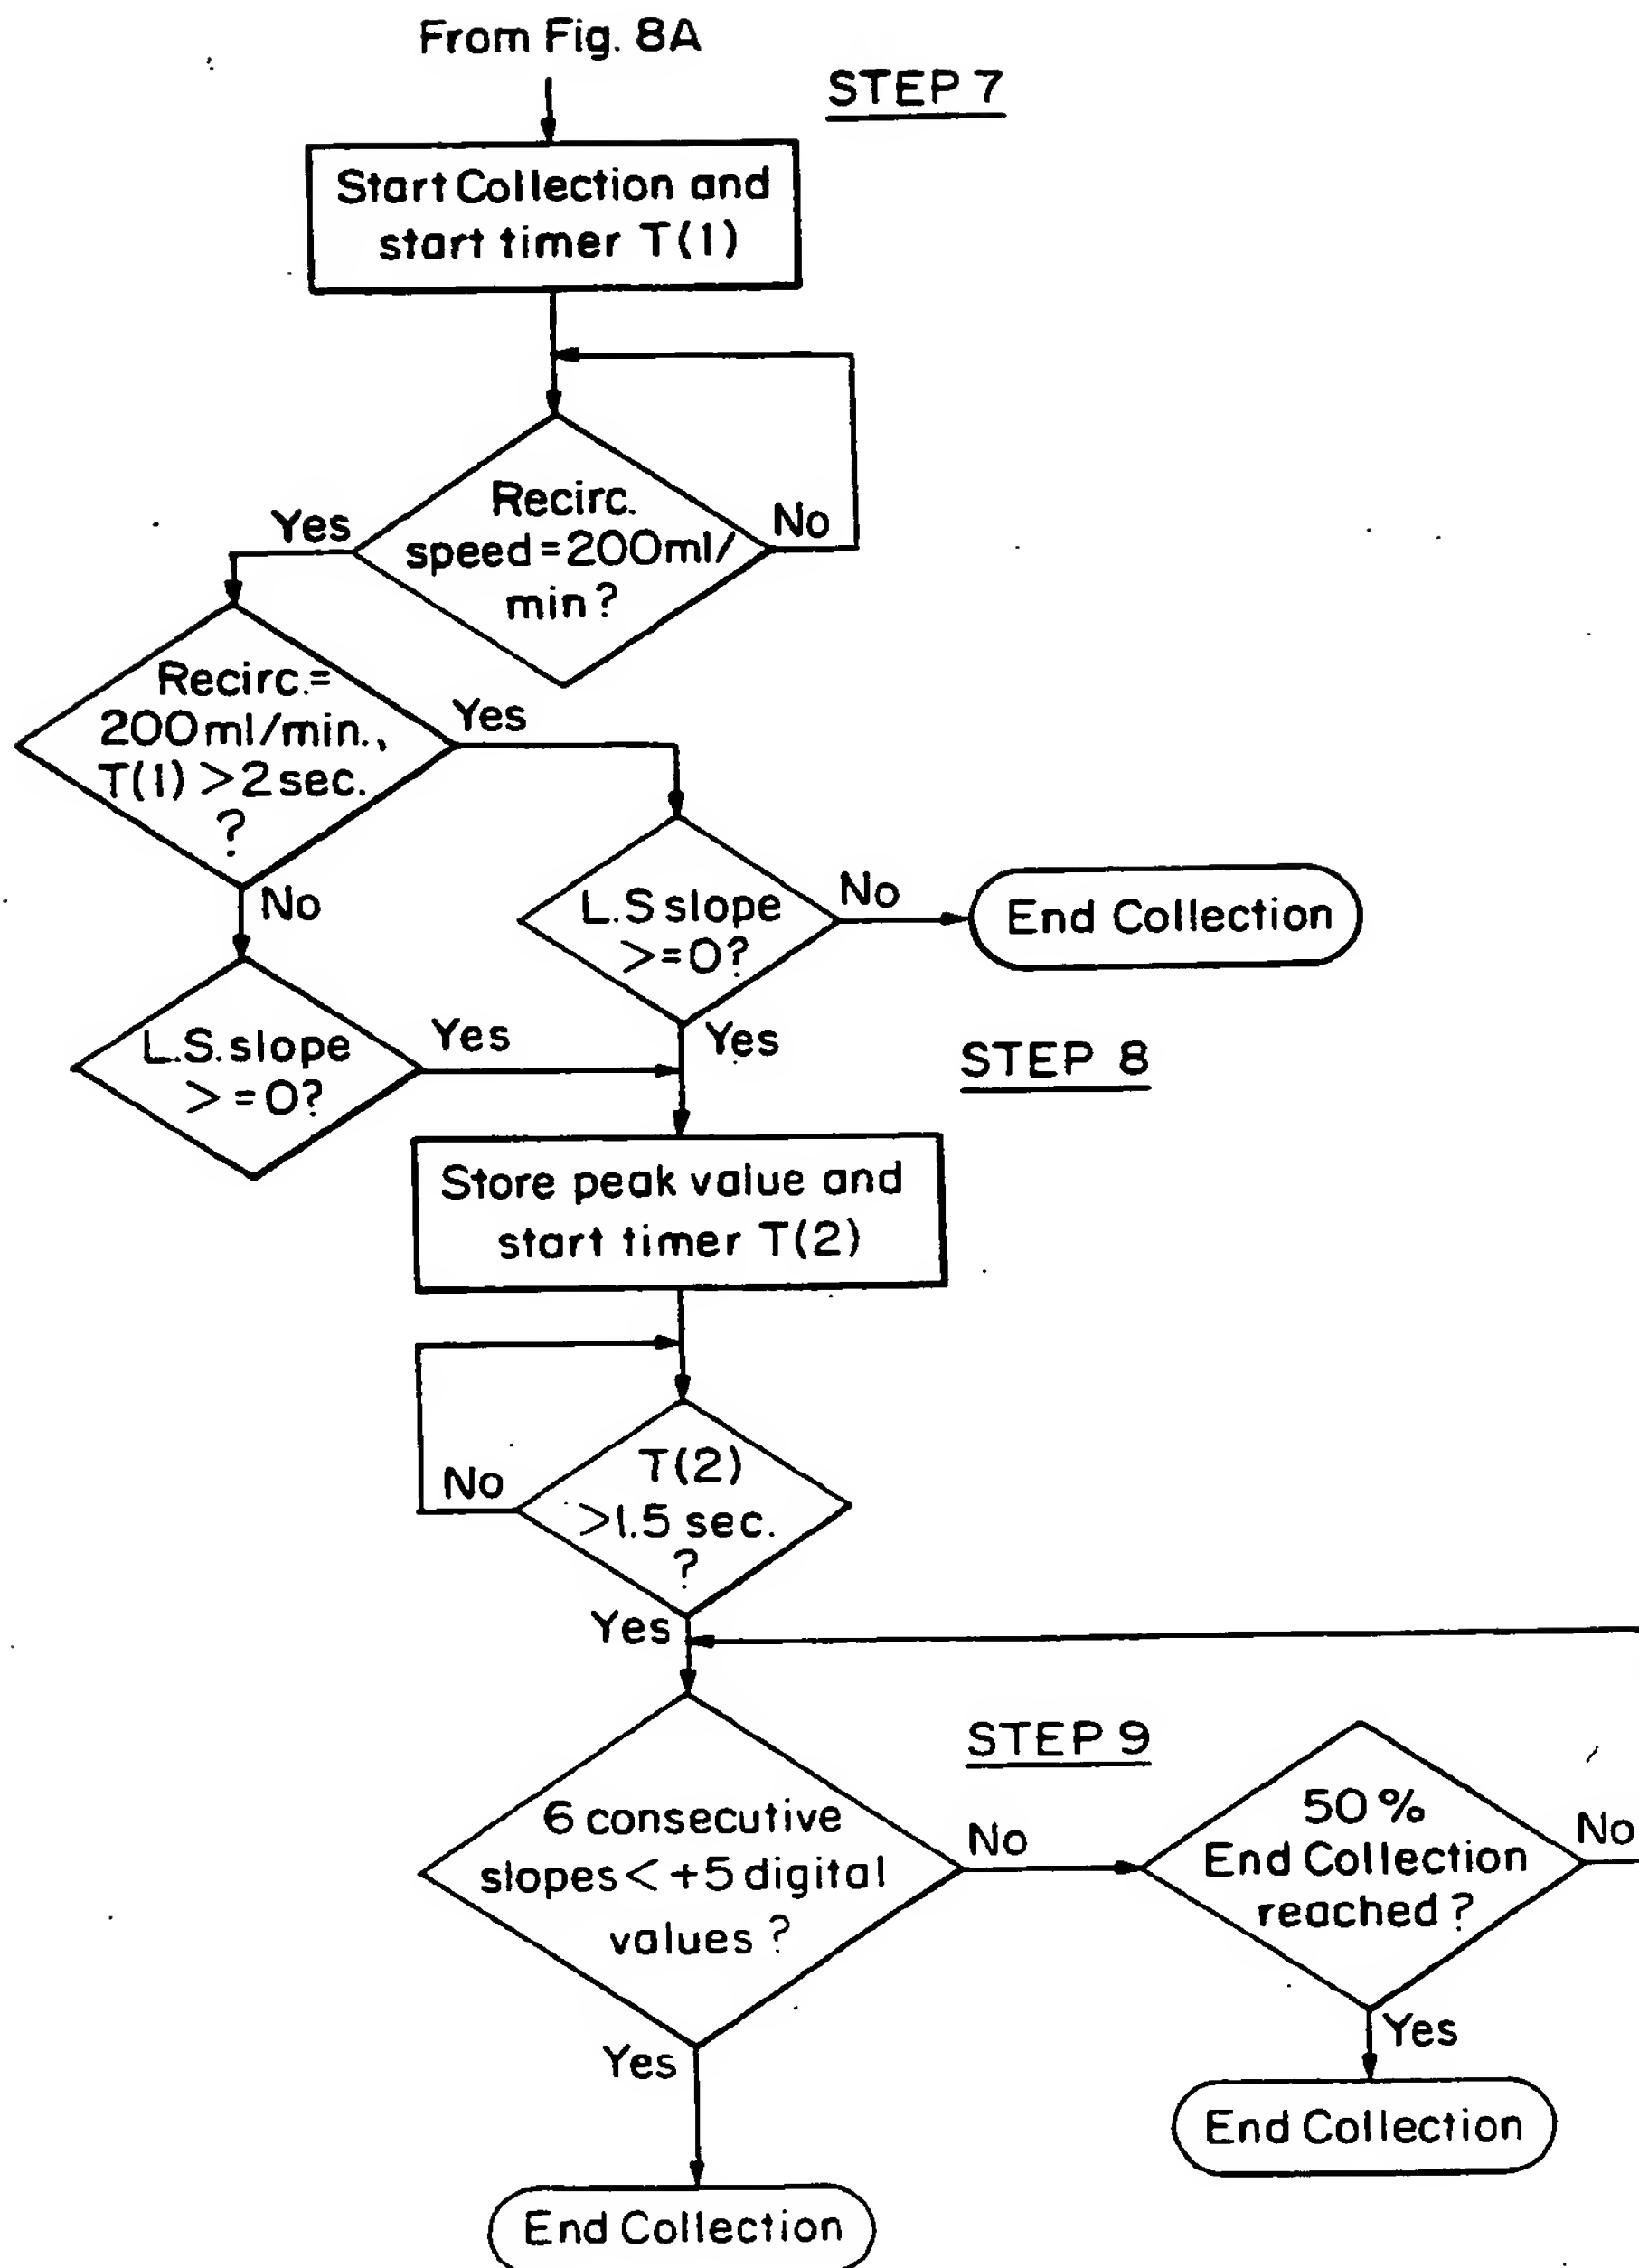 From Fig. 8A
STEP 7
Start Collection and
start timer T(1)
Recirc.
speed=200ml/
min?
Yes
No
Recirc.=
200ml/min.,
T(1) >2 sec.
?
Yes
No
L.S slope
>=0?
No
End Collection
L.S. slope
>=0?
Yes
Yes
STEP 8
Store peak value and
start timer T(2)
T(2)
>1.5 sec.
?
No
Yes
STEP 9
6 consecutive
slopes < +5 digital
values ?
No
50%
End Collection
reached ?
No
Yes
Yes
End Collection
End Collection